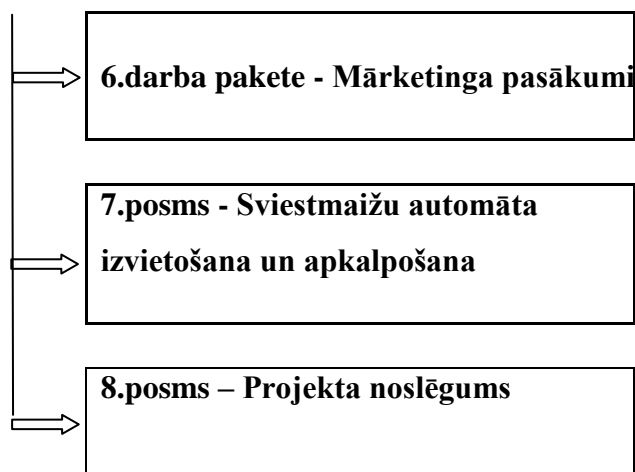 6.darba pakete - Mārketinga pasākumi
7.posms - Sviestmaižu automāta
izvietošana un apkalpošana
8.posms – Projekta noslēgums